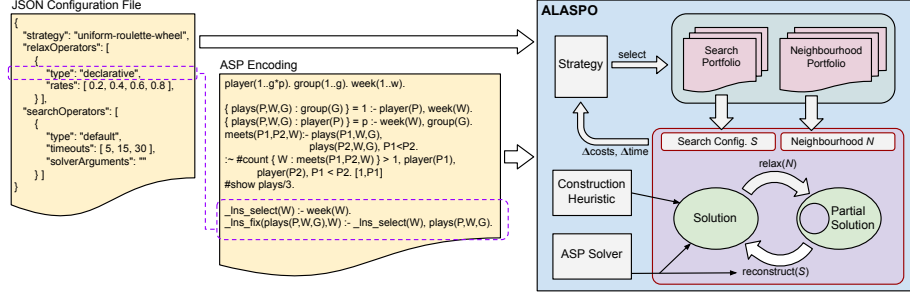 JSON Configuration File
{
"strategy": "uniform-roulette-wheel",
"relaxOperators": [
{
"type": "declarative",
"rates": [ 0.2, 0.4, 0.6, 0.8 ],
} ],
"searchOperators": [
{
"type": "default",
"timeouts": [ 5, 15, 30 ],
"solverArguments": ""
} ]
}
ASP Encoding
player(1..g*p). group(1..g). week(1..w).
{ plays(P,W,G) : group(G) } = 1 :- player(P), week(W).
{ plays(P,W,G) : player(P) } = p :- week(W), group(G).
meets(P1,P2,W):- plays(P1,W,G),
plays(P2,W,G), P1<P2.
:~ #count { W : meets(P1,P2,W) } > 1, player(P1),
player(P2), P1 < P2. [1,P1]
#show plays/3.
_lns_select(W) :- week(W).
_lns_fix(plays(P,W,G),W) :- _lns_select(W), plays(P,W,G).
ALASPO
Strategy
select
Search
Portfolio
Neighbourhood
Portfolio
Δcosts, Δtime
Search Config. S
Neighbourhood N
relax(N)
Construction
Heuristic
Solution
Partial
Solution
ASP Solver
reconstruct(S)